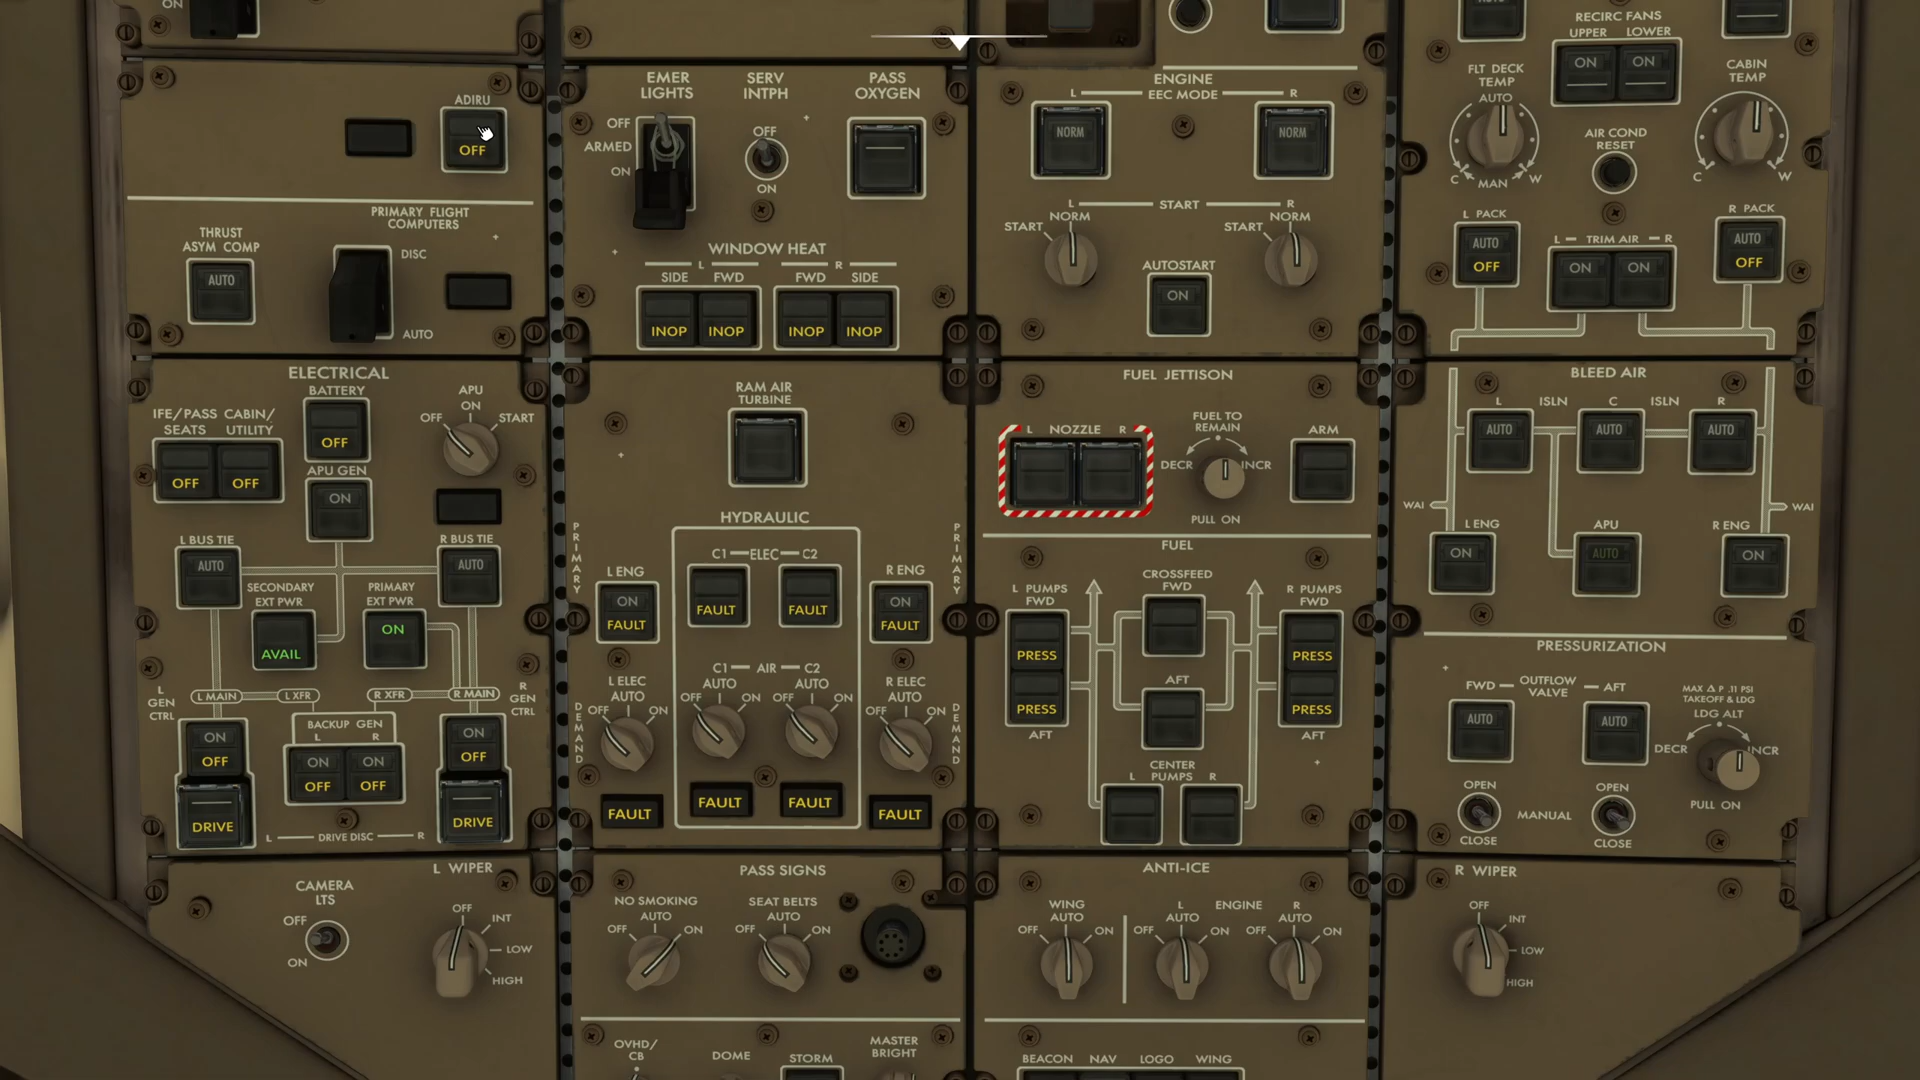 ON
ADIRU
OFF
PRIMARY FLIGHT
COMPUTERS
THRUST
ASYM COMP
AUTO
DISC
AUTO
EMER
LIGHTS
OFF
ARMED
ON
SERV
INTPH
OFF
ON
PASS
OXYGEN
WINDOW HEAT
L
R
SIDE
FWD
FWD
SIDE
INOP
INOP
INOP
INOP
ENGINE
L
EEC MODE
R
NORM
NORM
L
START
R
NORM
START
NORM
START
AUTOSTART
ON
RECIRC FANS
UPPER
LOWER
ON
ON
FLT DECK
TEMP
AUTO
C
MAN
W
AIR COND
RESET
CABIN
TEMP
C
W
L PACK
AUTO
OFF
L
TRIM AIR
R
ON
ON
R PACK
AUTO
OFF
ELECTRICAL
BATTERY
OFF
IFE/PASS
SEATS
CABIN/
UTILITY
OFF
OFF
APU
ON
OFF
START
APU GEN
ON
L BUS TIE
AUTO
R BUS TIE
AUTO
SECONDARY
EXT PWR
AVAIL
PRIMARY
EXT PWR
ON
L MAIN
L XFR
R XFR
R MAIN
L
GEN
CTRL
R
GEN
CTRL
ON
OFF
BACKUP GEN
L
R
ON
OFF
ON
OFF
ON
OFF
DRIVE
DRIVE
L
DRIVE DISC
R
RAM AIR
TURBINE
HYDRAULIC
PRIMARY
PRIMARY
L ENG
ON
FAULT
C1
ELEC
C2
FAULT
FAULT
R ENG
ON
FAULT
C1
AIR
C2
L ELEC
AUTO
OFF
ON
AUTO
OFF
ON
AUTO
OFF
ON
R ELEC
AUTO
OFF
ON
DEMAND
DEMAND
FAULT
FAULT
FAULT
FAULT
FUEL JETTISON
L
NOZZLE
R
FUEL TO
REMAIN
DECR
INCR
PULL ON
ARM
FUEL
L PUMPS
FWD
PRESS
PRESS
AFT
CROSSFEED
FWD
AFT
R PUMPS
FWD
PRESS
PRESS
AFT
CENTER
L
PUMPS
R
BLEED AIR
L
ISLN
C
ISLN
R
AUTO
AUTO
AUTO
WAI
WAI
L ENG
ON
APU
AUTO
R ENG
ON
PRESSURIZATION
FWD
OUTFLOW
VALVE
AFT
AUTO
AUTO
MAX Δ P .11 PSI
TAKEOFF & LDG
LDG ALT
DECR
INCR
PULL ON
OPEN
CLOSE
MANUAL
OPEN
CLOSE
CAMERA
LTS
OFF
ON
L WIPER
OFF
INT
LOW
HIGH
PASS SIGNS
NO SMOKING
AUTO
OFF
ON
SEAT BELTS
AUTO
OFF
ON
ANTI-ICE
WING
AUTO
OFF
ON
L
ENGINE
R
AUTO
OFF
ON
AUTO
OFF
ON
R WIPER
OFF
INT
LOW
HIGH
OVHD/
CB
DOME
STORM
MASTER
BRIGHT
BEACON
NAV
LOGO
WING